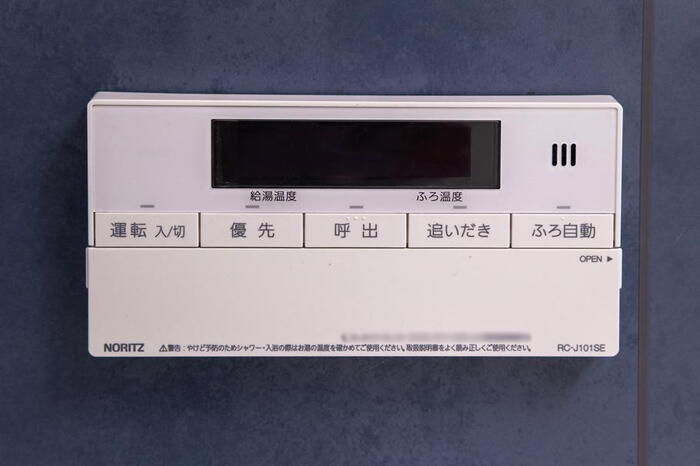 給湯温度 ふろ温度
運転 入/切 優先 呼出 追いだき ふろ自動
OPEN ▶
NORITZ ⚠警告:やけど予防のためシャワー・入浴の際はお湯の温度を確かめてご使用ください。取扱説明書をよく読み正しくご使用ください。 RC-J101SE